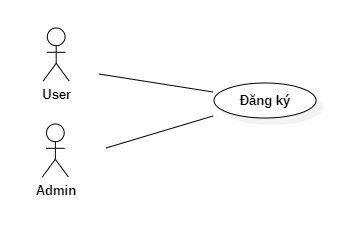 User
Đăng ký
Admin